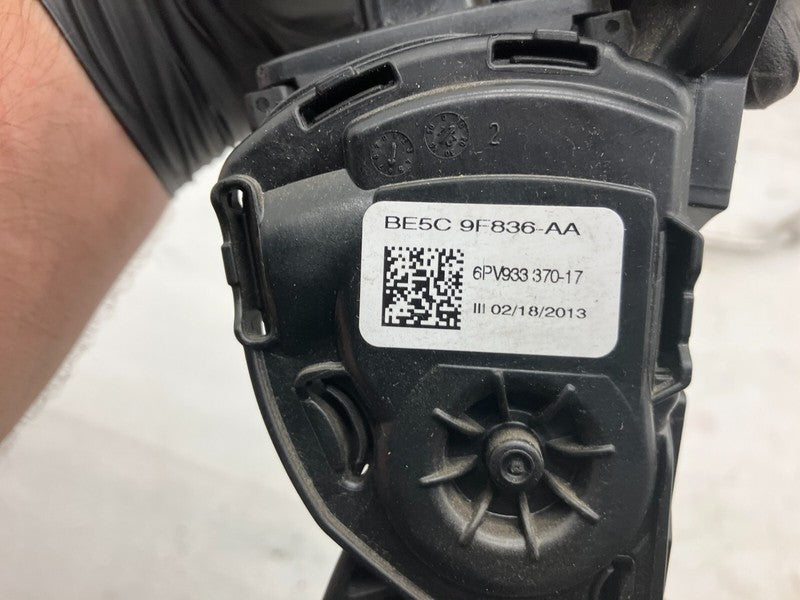 2
BE5C 9F836-AA
6PV933 370-17
III 02/18/2013